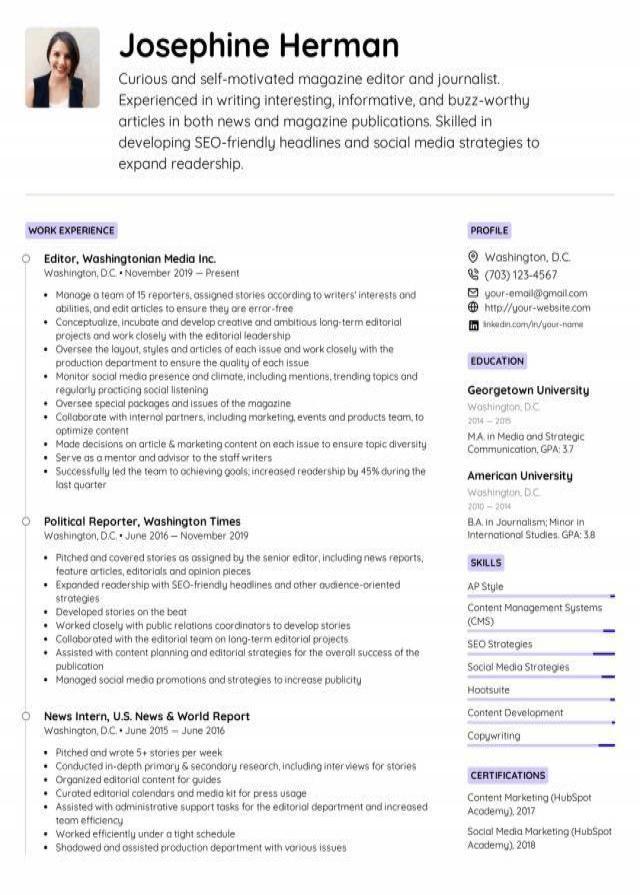 Josephine Herman
Curious and self-motivated magazine editor and journalist.
Experienced in writing interesting, informative, and buzz-worthy
articles in both news and magazine publications. Skilled in
developing SEO-friendly headlines and social media strategies to
expand readership.
WORK EXPERIENCE
Editor, Washingtonian Media Inc.
Washington, D.C. • November 2019 — Present
• Manage a team of 15 reporters, assigned stories according to writers' interests and
abilities, and edit articles to ensure they are error-free
• Conceptualize, incubate and develop creative and ambitious long-term editorial
projects and work closely with the editorial leadership
• Oversee the layout, styles and articles of each issue and work closely with the
production department to ensure the quality of each issue
• Monitor social media presence and climate, including mentions, trending topics and
regularly practicing social listening
• Oversee special packages and issues of the magazine
• Collaborate with internal partners, including marketing, events and products team, to
optimize content
• Made decisions on article & marketing content on each issue to ensure topic diversity
• Serve as a mentor and advisor to the staff writers
• Successfully led the team to achieving goals; increased readership by 45% during the
last quarter
Political Reporter, Washington Times
Washington, D.C. • June 2016 — November 2019
• Pitched and covered stories as assigned by the senior editor, including news reports,
feature articles, editorials and opinion pieces
• Expanded readership with SEO-friendly headlines and other audience-oriented
strategies
• Developed stories on the beat
• Worked closely with public relations coordinators to develop stories
• Collaborated with the editorial team on long-term editorial projects
• Assisted with content planning and editorial strategies for the overall success of the
publication
• Managed social media promotions and strategies to increase publicity
News Intern, U.S. News & World Report
Washington, D.C. • June 2015 — June 2016
• Pitched and wrote 5+ stories per week
• Conducted in-depth primary & secondary research, including interviews for stories
• Organized editorial content for guides
• Curated editorial calendars and media kit for press usage
• Assisted with administrative support tasks for the editorial department and increased
team efficiency
• Worked efficiently under a tight schedule
• Shadowed and assisted production department with various issues
PROFILE
Washington, D.C.
(703) 123-4567
your-email@gmail.com
http://your-website.com
linkedin.com/in/your-name
EDUCATION
Georgetown University
Washington, D.C.
2014 — 2015
M.A. in Media and Strategic
Communication, GPA: 3.7
American University
Washington, D.C.
2010 — 2014
B.A. in Journalism; Minor in
International Studies. GPA: 3.8
SKILLS
AP Style
Content Management Systems
(CMS)
SEO Strategies
Social Media Strategies
Hootsuite
Content Development
Copywriting
CERTIFICATIONS
Content Marketing (HubSpot
Academy), 2017
Social Media Marketing (HubSpot
Academy), 2018